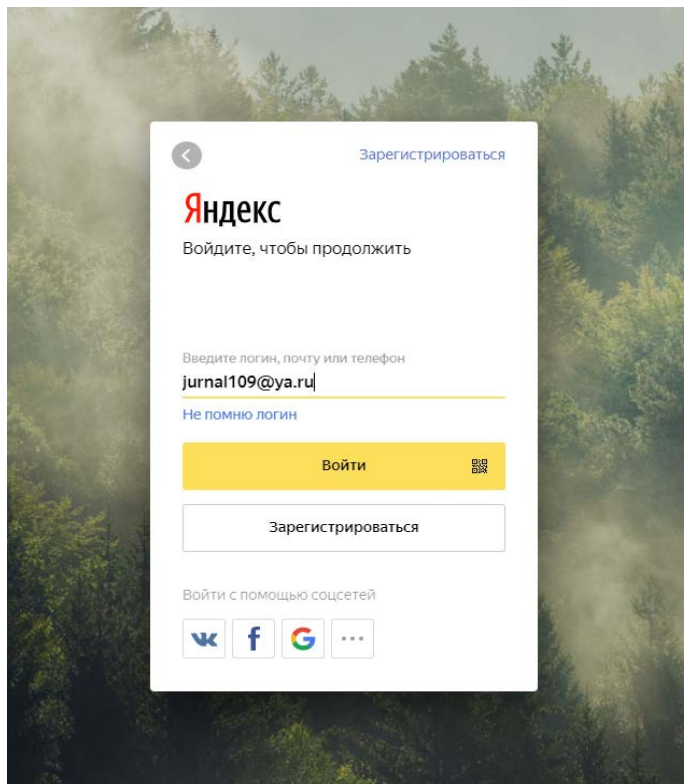 Зарегистрироваться
Яндекс
Войдите, чтобы продолжить
Введите логин, почту или телефон
jurnal109@ya.ru
Не помню логин
Войти
Зарегистрироваться
Войти с помощью соцсетей